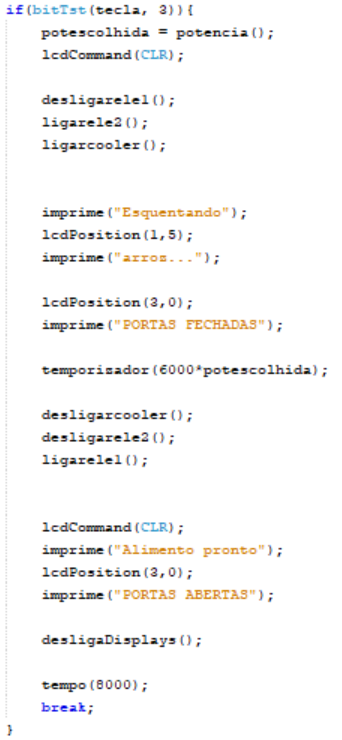 if(bitTst(tecla, 3)){
potescolhida = potencia();
lcdCommand(CLR);
desligarele1();
ligarele2();
ligarcooler();
imprime("Esquentando");
lcdPosition(1,5);
imprime("arros...");
lcdPosition(3,0);
imprime("PORTAS FECHADAS");
temporizador(6000*potescolhida);
desligarcooler();
desligarele2();
ligarele1();
lcdCommand(CLR);
imprime("Alimento pronto");
lcdPosition(3,0);
imprime("PORTAS ABERTAS");
desligaDisplays();
tempo(8000);
break;
}